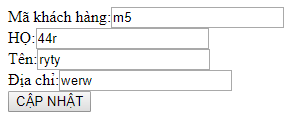 Mã khách hàng: m5
HỌ: 44r
Tên: ryty
Địa chỉ: werw
CẬP NHẬT